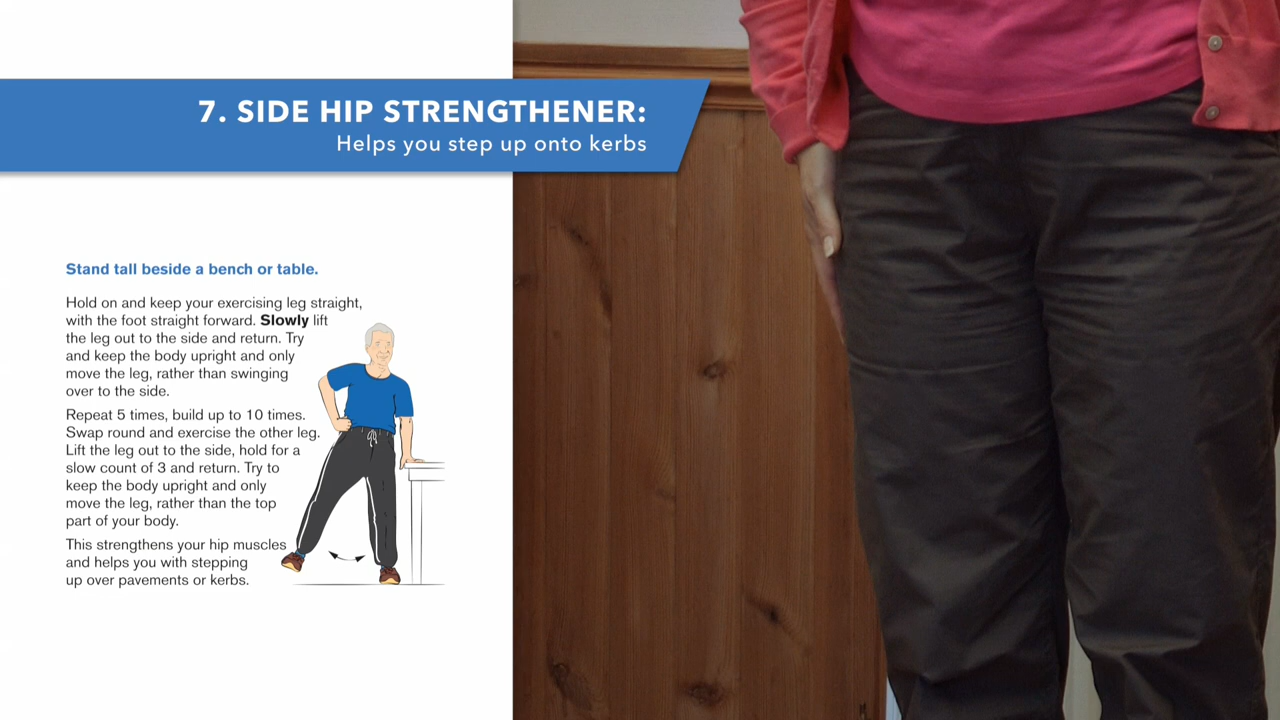 7. SIDE HIP STRENGTHENER:
Helps you step up onto kerbs
Stand tall beside a bench or table.
Hold on and keep your exercising leg straight,
with the foot straight forward. Slowly lift
the leg out to the side and return. Try
and keep the body upright and only
move the leg, rather than swinging
over to the side.
Repeat 5 times, build up to 10 times.
Swap round and exercise the other leg.
Lift the leg out to the side, hold for a
slow count of 3 and return. Try to
keep the body upright and only
move the leg, rather than the top
part of your body.
This strengthens your hip muscles
and helps you with stepping
up over pavements or kerbs.